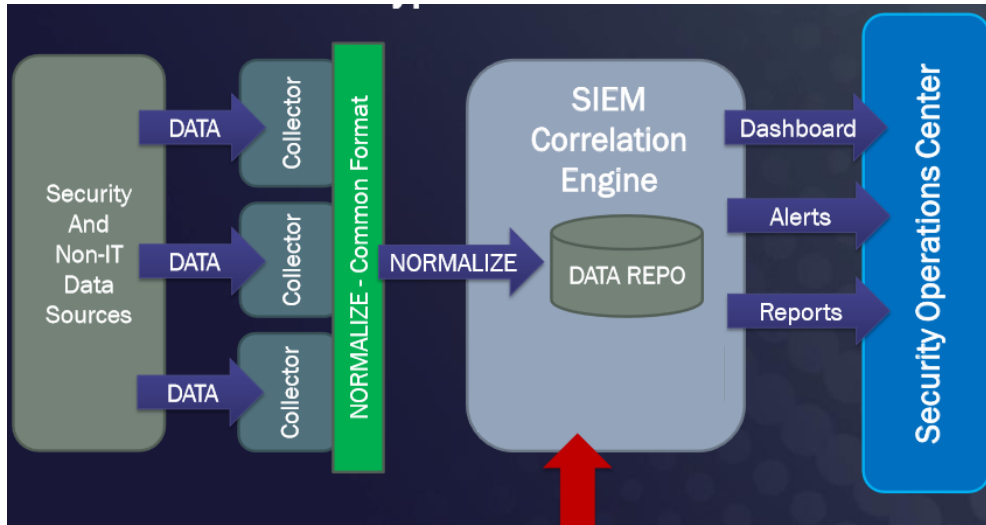 Security
And
Non-IT
Data
Sources
DATA
DATA
DATA
Collector
Collector
Collector
NORMALIZE - Common Format
NORMALIZE
SIEM
Correlation
Engine
DATA REPO
Dashboard
Alerts
Reports
Security Operations Center